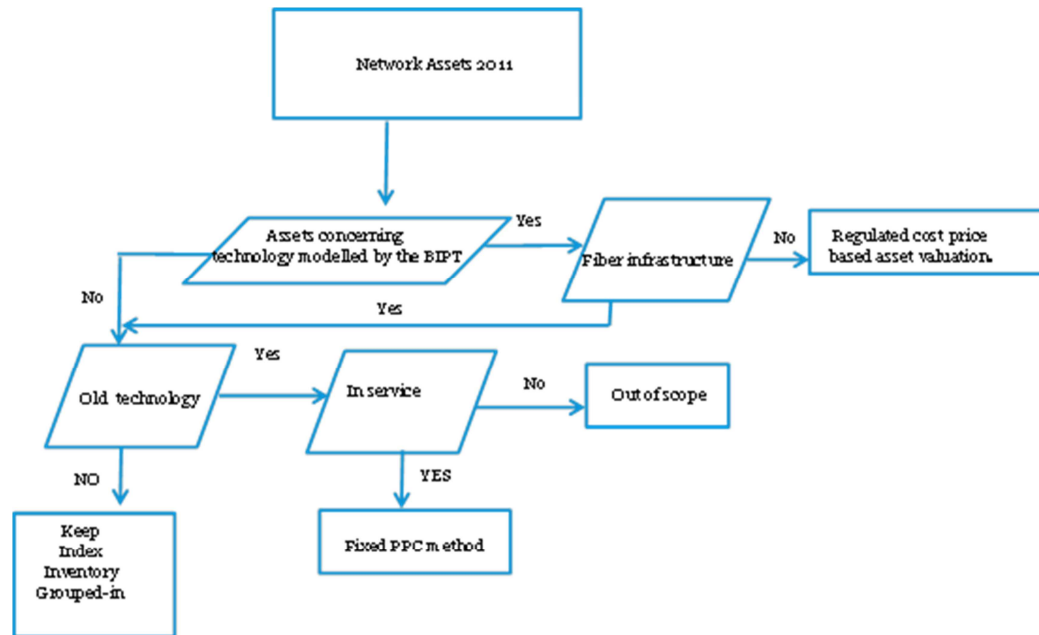 Network Assets 2011
Assets concerning
technology modelled by the BIPT
Yes
Fiber infrastructure
No
Regulated cost price
based asset valuation.
No
Yes
Old technology
Yes
In service
No
Out of scope
NO
YES
Keep
Index
Inventory
Grouped-in
Fixed PPC method